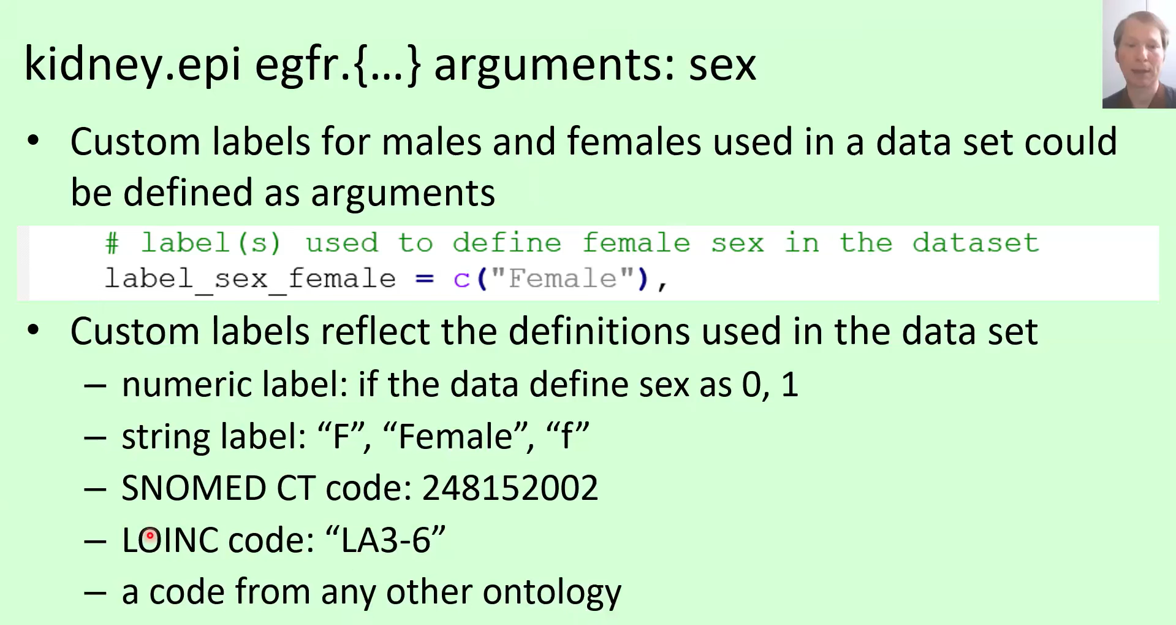 kidney.epi egfr.{...} arguments: sex
• Custom labels for males and females used in a data set could
be defined as arguments
# label(s) used to define female sex in the dataset
label_sex_female = c("Female"),
• Custom labels reflect the definitions used in the data set
– numeric label: if the data define sex as 0, 1
– string label: “F”, “Female”, “f”
– SNOMED CT code: 248152002
– LOINC code: “LA3-6”
– a code from any other ontology